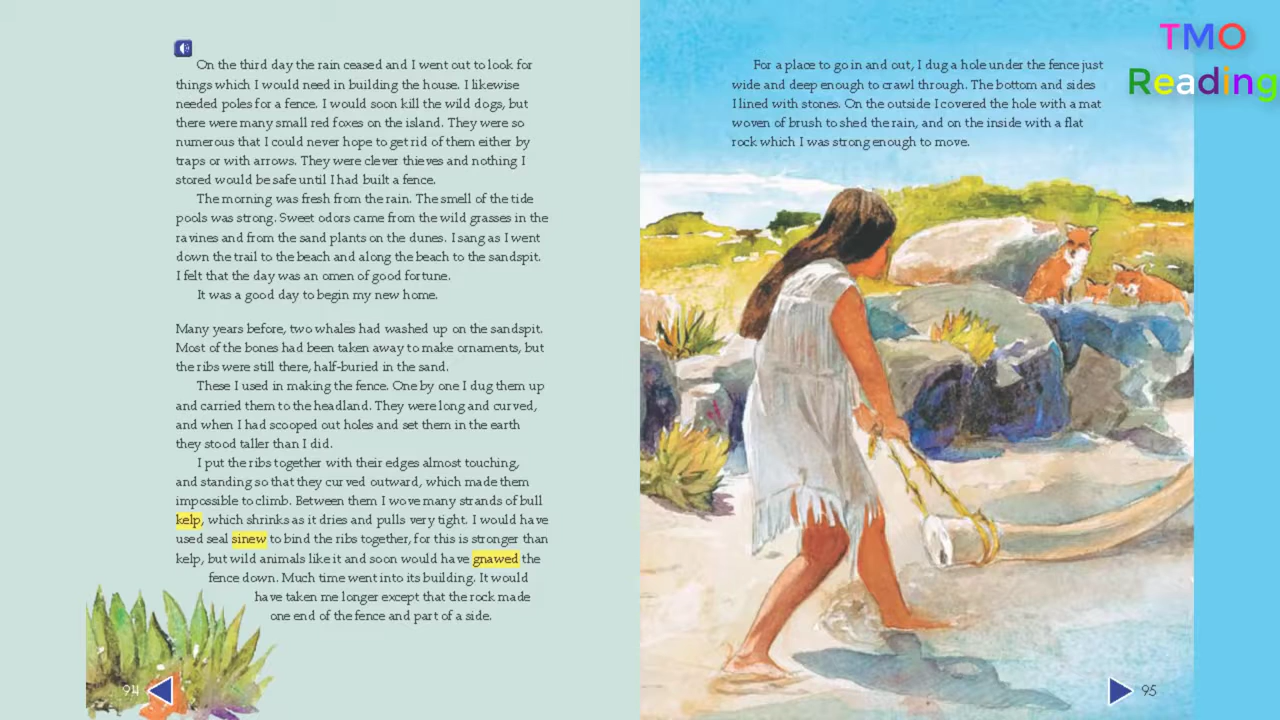 On the third day the rain ceased and I went out to look for
things which I would need in building the house. I likewise
needed poles for a fence. I would soon kill the wild dogs, but
there were many small red foxes on the island. They were so
numerous that I could never hope to get rid of them either by
traps or with arrows. They were clever thieves and nothing I
stored would be safe until I had built a fence.
The morning was fresh from the rain. The smell of the tide
pools was strong. Sweet odors came from the wild grasses in the
ravines and from the sand plants on the dunes. I sang as I went
down the trail to the beach and along the beach to the sandspit.
I felt that the day was an omen of good fortune.
It was a good day to begin my new home.
Many years before, two whales had washed up on the sandspit.
Most of the bones had been taken away to make ornaments, but
the ribs were still there, half-buried in the sand.
These I used in making the fence. One by one I dug them up
and carried them to the headland. They were long and curved,
and when I had scooped out holes and set them in the earth
they stood taller than I did.
I put the ribs together with their edges almost touching,
and standing so that they curved outward, which made them
impossible to climb. Between them I wove many strands of bull
kelp, which shrinks as it dries and pulls very tight. I would have
used seal sinew to bind the ribs together, for this is stronger than
kelp, but wild animals like it and soon would have gnawed the
fence down. Much time went into its building. It would
have taken me longer except that the rock made
one end of the fence and part of a side.
94
For a place to go in and out, I dug a hole under the fence just
wide and deep enough to crawl through. The bottom and sides
I lined with stones. On the outside I covered the hole with a mat
woven of brush to shed the rain, and on the inside with a flat
rock which I was strong enough to move.
95
TMO
Reading